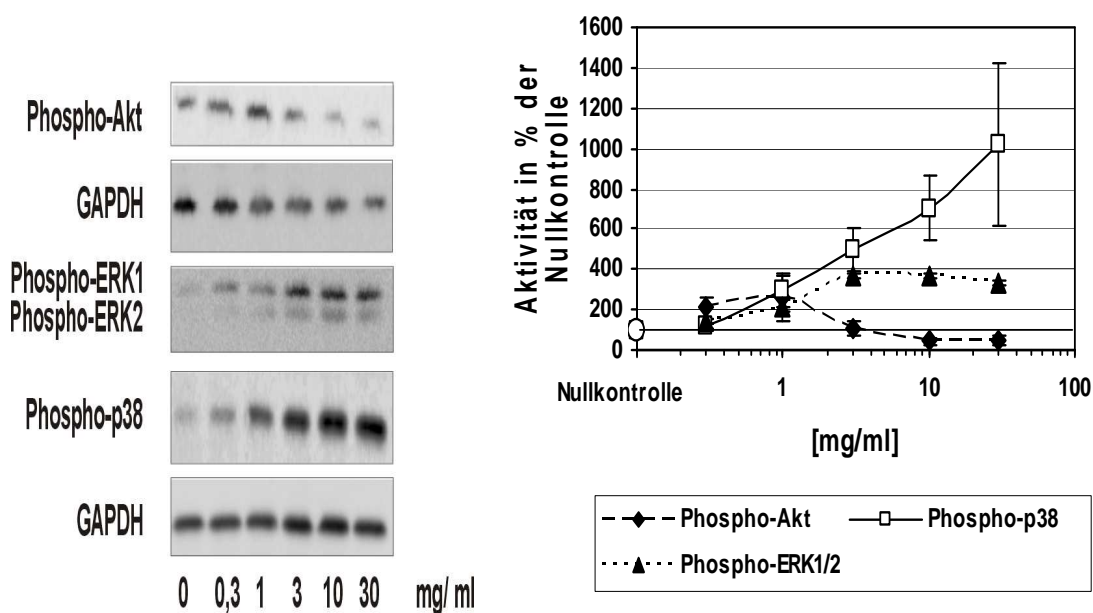 Phospho-Akt
GAPDH
Phospho-ERK1
Phospho-ERK2
Phospho-p38
GAPDH
0 0,3 1 3 10 30 mg/ ml
Aktivität in % der
Nullkontrolle
1600
1400
1200
1000
800
600
400
200
100
0
Nullkontrolle 1 10 100
[mg/ml]
Phospho-Akt Phospho-p38
Phospho-ERK1/2